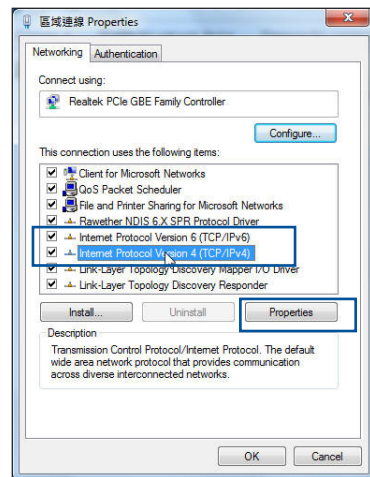 區域連線 Properties
Networking
Authentication
Connect using:
Realtek PCIe GBE Family Controller
Configure...
This connection uses the following items:
Client for Microsoft Networks
QoS Packet Scheduler
File and Printer Sharing for Microsoft Networks
Rawether NDIS 6.X SPR Protocol Driver
Internet Protocol Version 6 (TCP/IPv6)
Internet Protocol Version 4 (TCP/IPv4)
Link-Layer Topology Discovery Mapper I/O Driver
Link-Layer Topology Discovery Responder
Install...
Uninstall
Properties
Description
Transmission Control Protocol/Internet Protocol. The default
wide area network protocol that provides communication
across diverse interconnected networks.
OK
Cancel